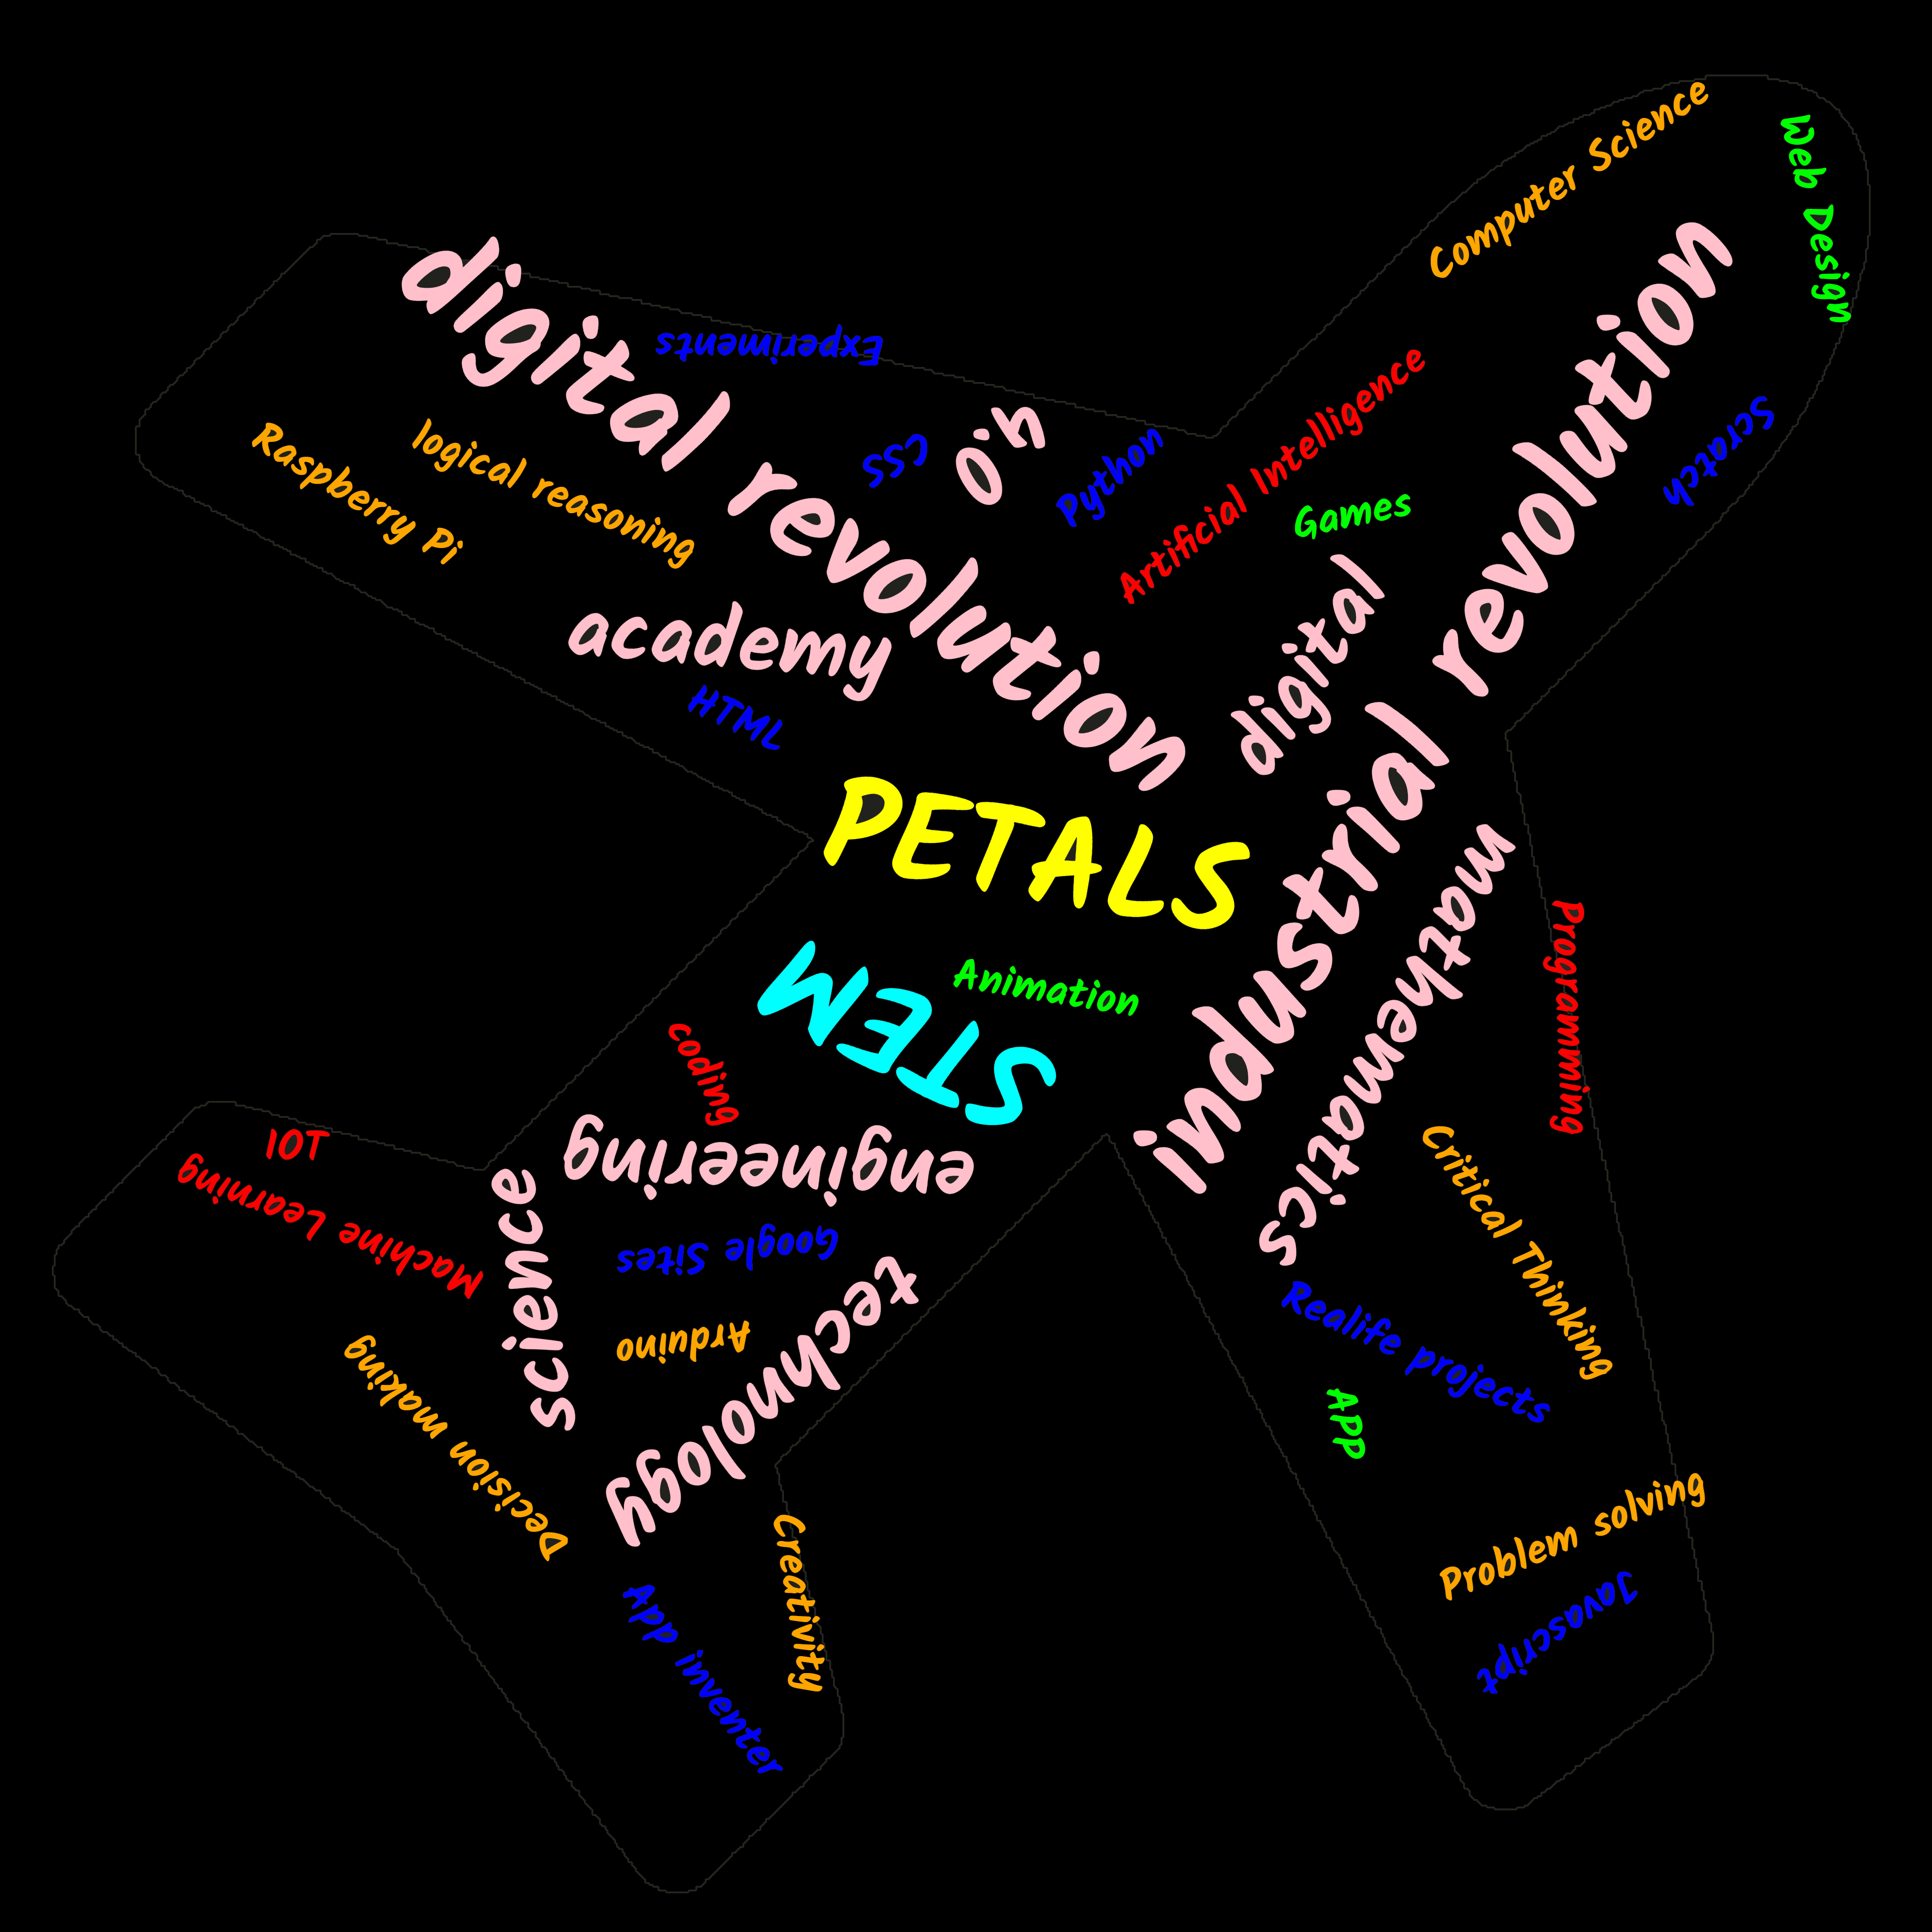 Computer Science
Web Design
digital revolution
Experiments
Raspberry Pi
logical reasoning
CSS
on
Python
Artificial Intelligence
Games
Scratch
industrial revolution
academy
HTML
digital
PETALS
mathematics
Programming
STEM
Animation
coding
engineering
IOT
Machine Learning
science
Google sites
technology
Arduino
Critical Thinking
Realife projects
APP
Decision making
Creativity
App inventer
Problem solving
Javascript